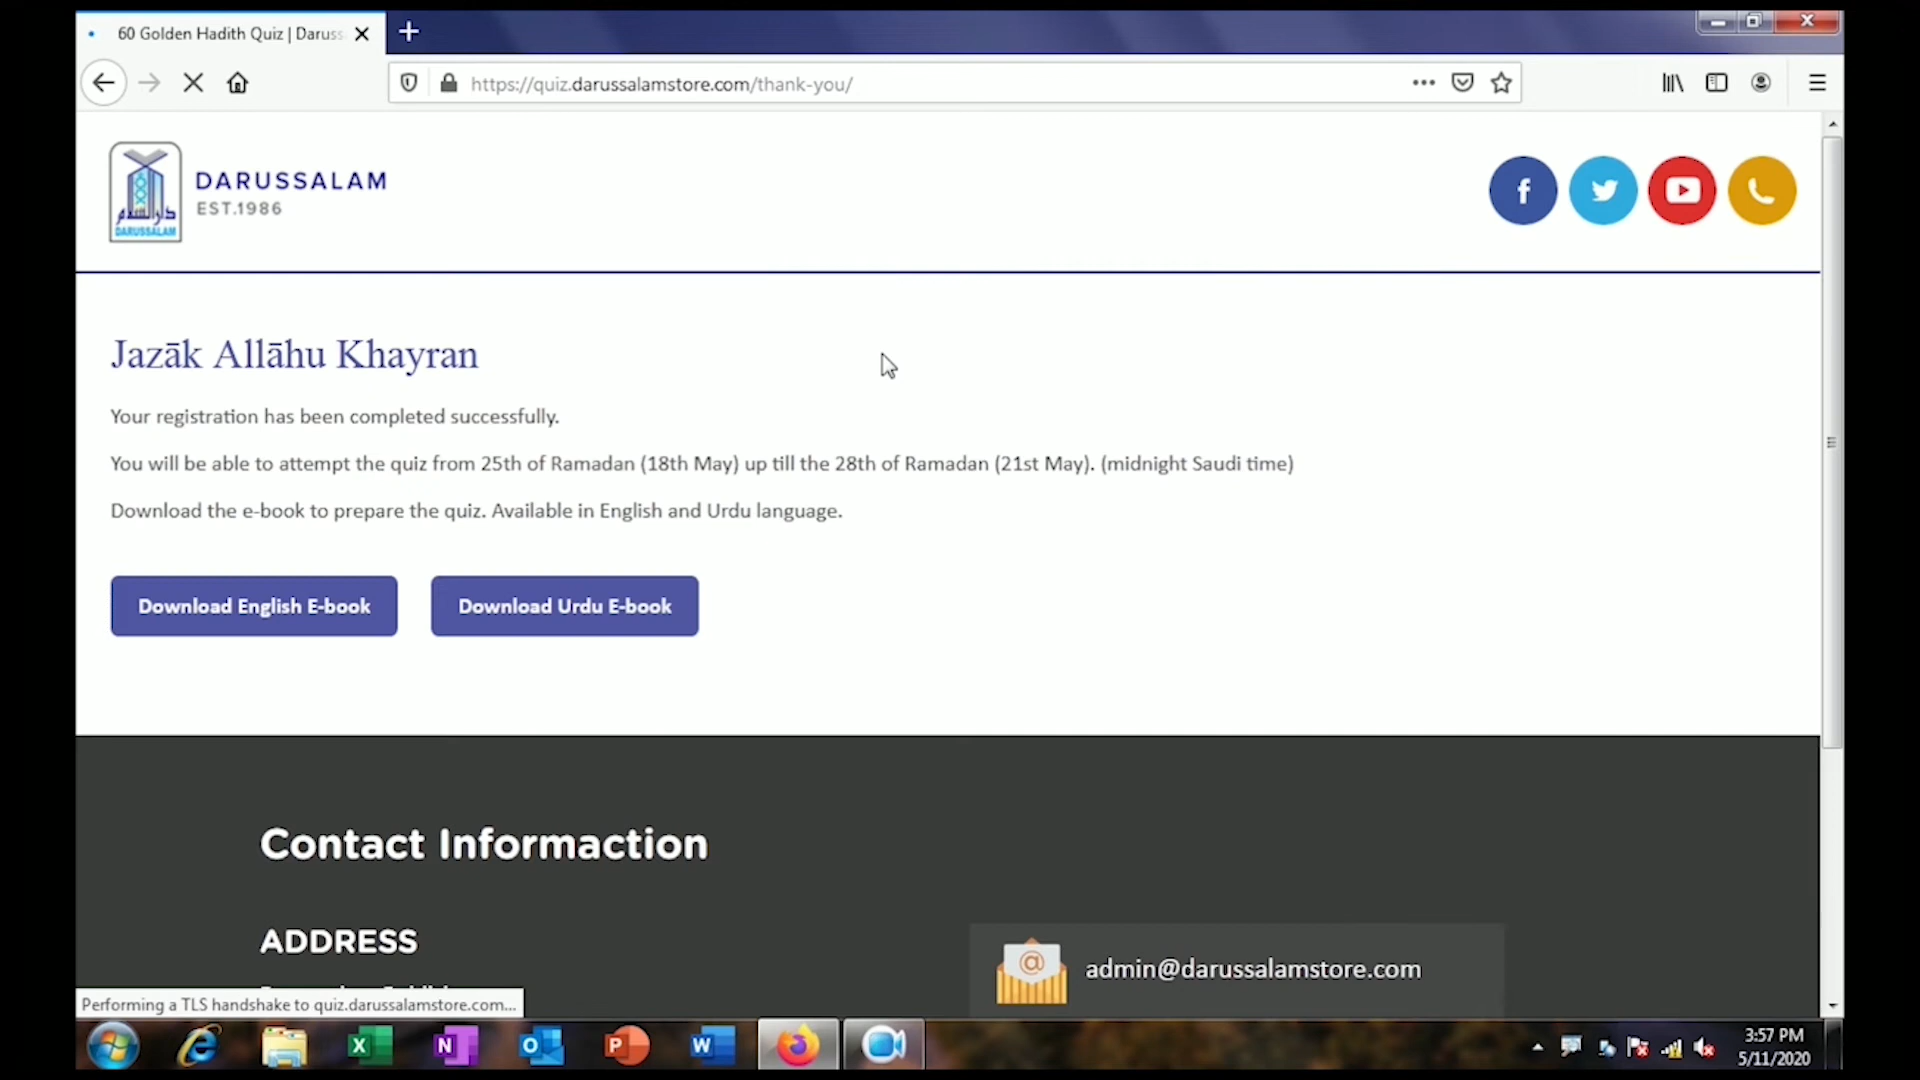 60 Golden Hadith Quiz | Daruss
https://quiz.darussalamstore.com/thank-you/
دار السلام
DARUSSALAM
DARUSSALAM
EST.1986
Jazāk Allāhu Khayran
Your registration has been completed successfully.
You will be able to attempt the quiz from 25th of Ramadan (18th May) up till the 28th of Ramadan (21st May). (midnight Saudi time)
Download the e-book to prepare the quiz. Available in English and Urdu language.
Download English E-book
Download Urdu E-book
Contact Informaction
ADDRESS
admin@darussalamstore.com
Performing a TLS handshake to quiz.darussalamstore.com...
3:57 PM
5/11/2020